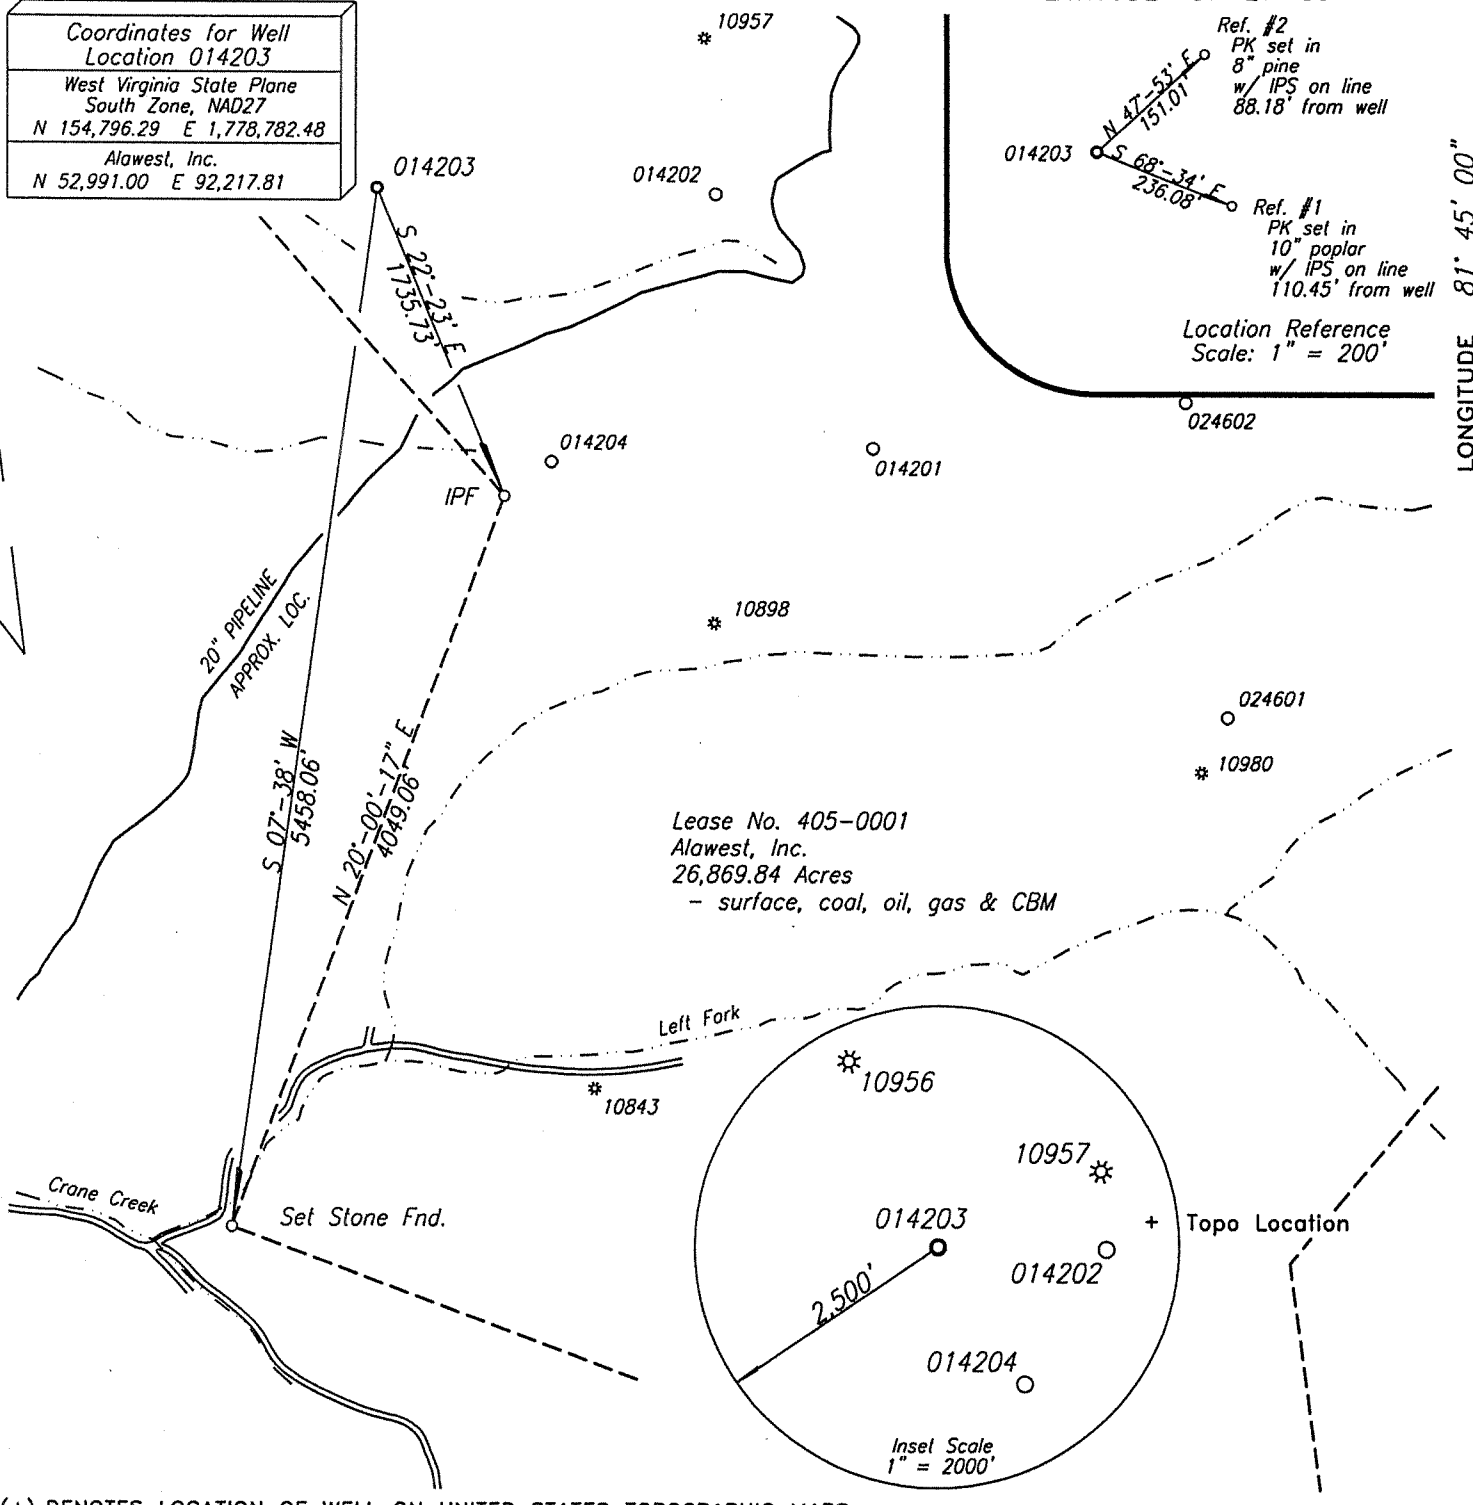 Coordinates for Well
Location 014203
West Virginia State Plane
South Zone, NAD27
N 154,796.29 E 1,778,782.48
Alawest, Inc.
N 52,991.00 E 92,217.81
10957
014203
014202
S 22°-23' E
1735.73'
Ref. #2
PK set in
8" pine
w/ IPS on line
88.18' from well
N 47°-53' E
151.01'
014203
S 68°-34' E
236.08'
Ref. #1
PK set in
10" poplar
w/ IPS on line
110.45' from well
Location Reference
Scale: 1" = 200'
LONGITUDE 81° 45' 00"
024602
014204
014201
IPF
20" PIPELINE
APPROX. LOC.
10898
024601
10980
S 07°-38' W
5458.06'
N 20°-00'-17" E
4049.06'
Lease No. 405-0001
Alawest, Inc.
26,869.84 Acres
- surface, coal, oil, gas & CBM
Left Fork
10843
Crane Creek
Set Stone Fnd.
10956
10957
014203
+ Topo Location
014202
2,500'
014204
Inset Scale
1" = 2000'
(+) DENOTES LOCATION OF WELL ON UNITED STATES TOPOGRAPHIC MAPS